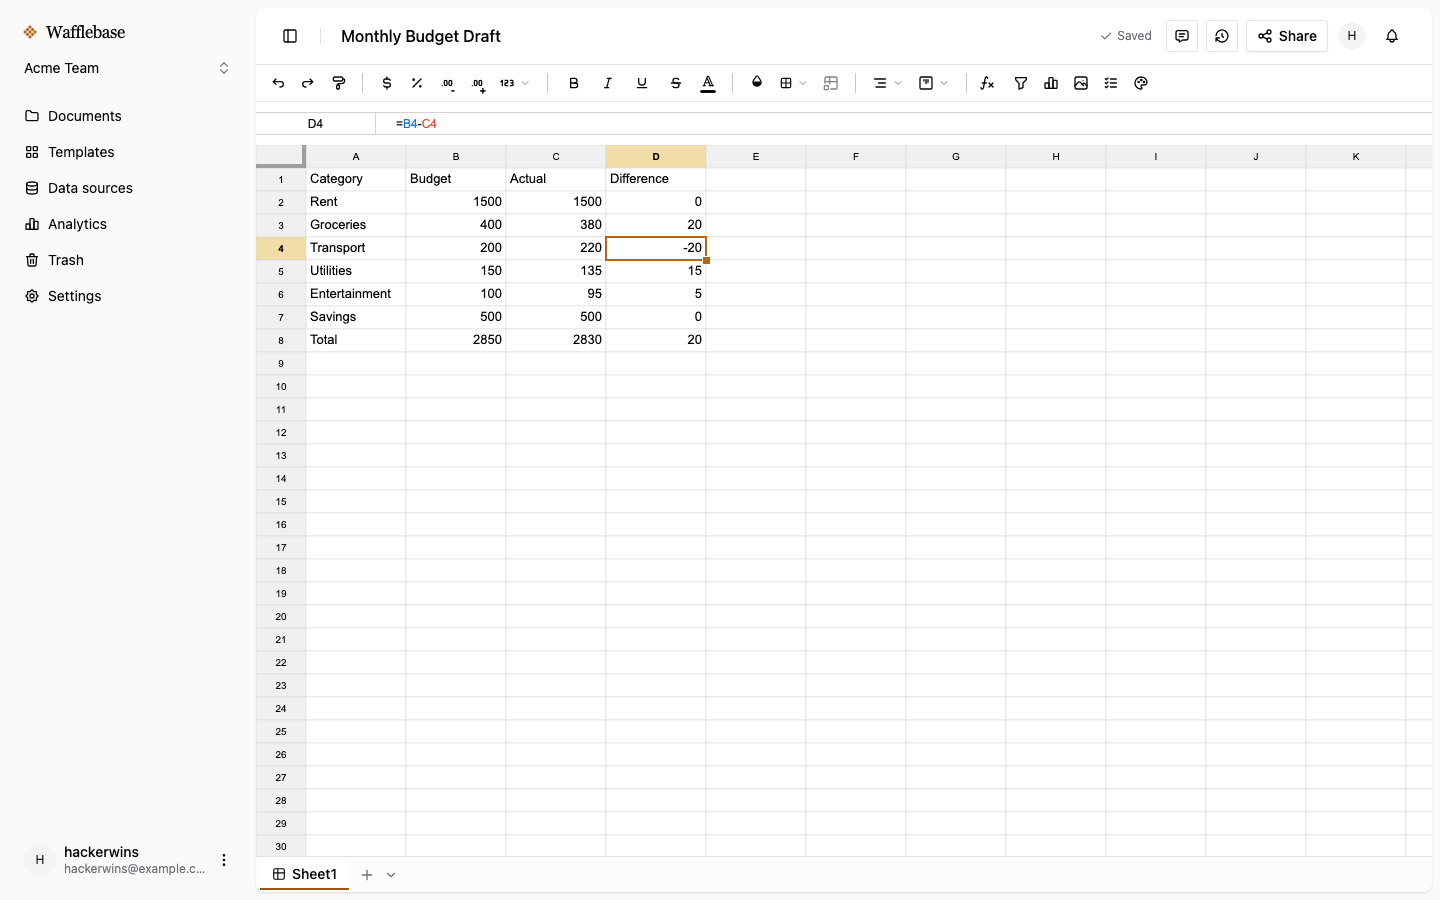 Wafflebase
Acme Team
Documents
Templates
Data sources
Analytics
Trash
Settings
H
hackerwins
hackerwins@example.c...
Monthly Budget Draft
Saved
Share
H
$ % .00 .00 123 B I U S A
D4 =B4-C4
A B C D E F G H I J K
1 Category Budget Actual Difference
2 Rent 1500 1500 0
3 Groceries 400 380 20
4 Transport 200 220 -20
5 Utilities 150 135 15
6 Entertainment 100 95 5
7 Savings 500 500 0
8 Total 2850 2830 20
9
10
11
12
13
14
15
16
17
18
19
20
21
22
23
24
25
26
27
28
29
30
Sheet1